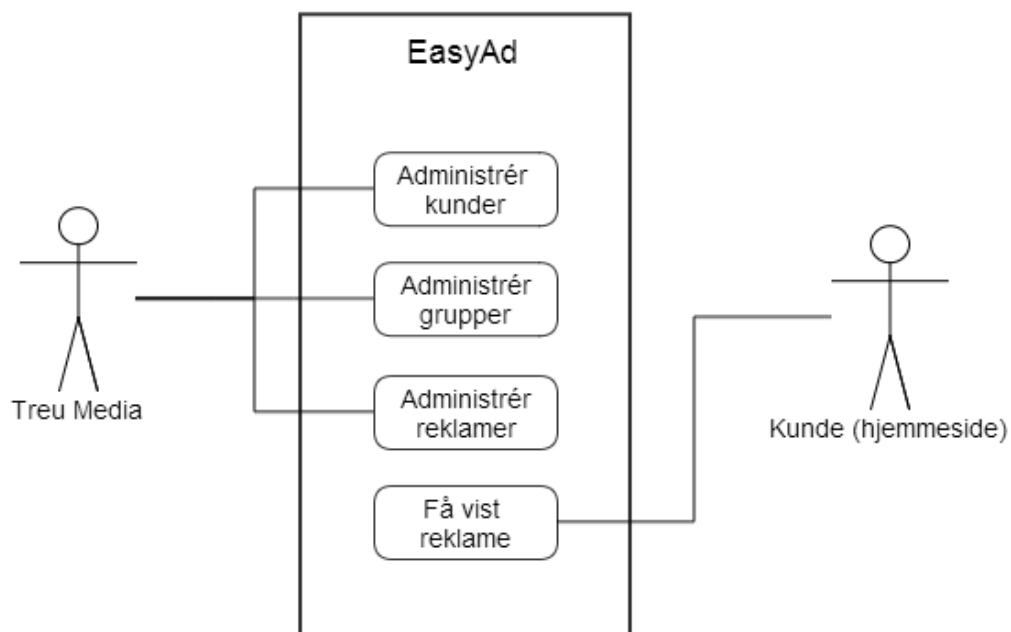 EasyAd
Administrér
kunder
Administrér
grupper
Administrér
reklamer
Få vist
reklame
Treu Media
Kunde (hjemmeside)